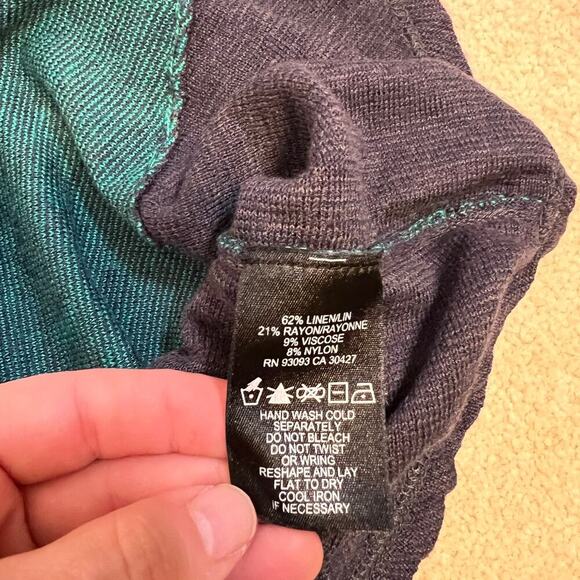 62% LINEN/LIN
21% RAYON/RAYONNE
9% VISCOSE
8% NYLON
RN 93093 CA 30427
HAND WASH COLD
SEPARATELY
DO NOT BLEACH
DO NOT TWIST
OR WRING
RESHAPE AND LAY
FLAT TO DRY
COOL IRON
IF NECESSARY